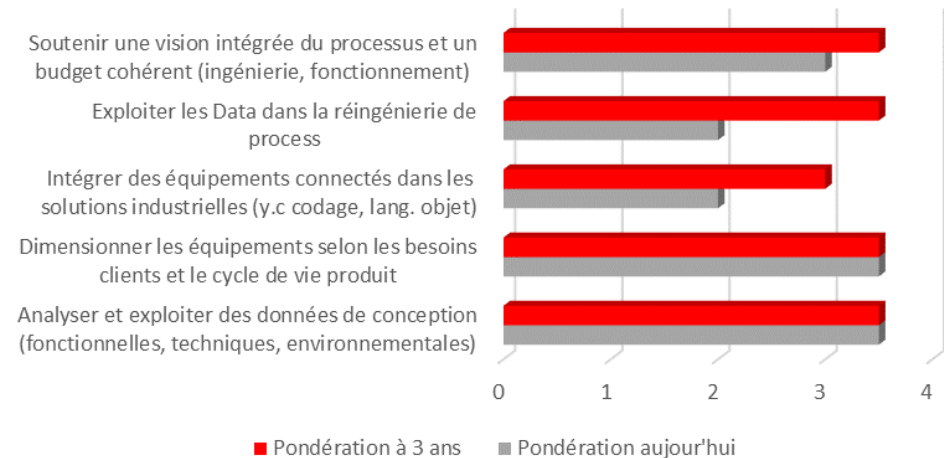 Soutenir une vision intégrée du processus et un
budget cohérent (ingénierie, fonctionnement)
Exploiter les Data dans la réingénierie de
process
Intégrer des équipements connectés dans les
solutions industrielles (y.c codage, lang. objet)
Dimensionner les équipements selon les besoins
clients et le cycle de vie produit
Analyser et exploiter des données de conception
(fonctionnelles, techniques, environnementales)
0 1 2 3 4
Pondération à 3 ans Pondération aujourd'hui